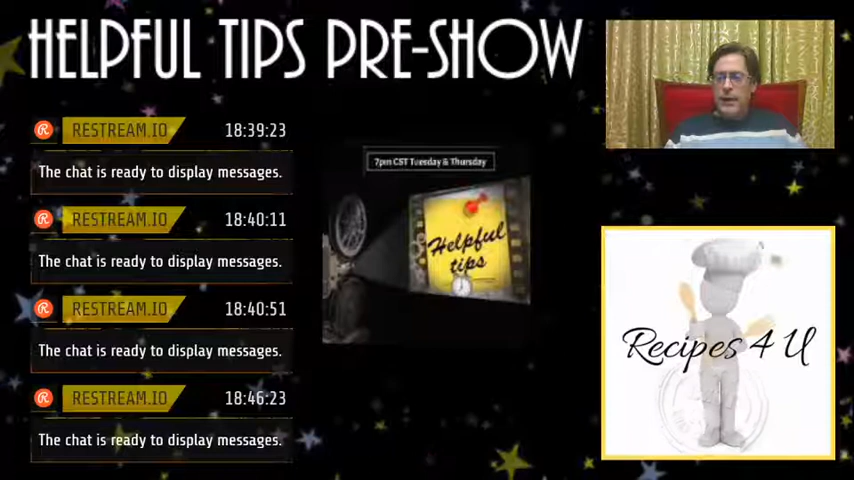 HELPFUL TIPS PRE-SHOW
RESTREAM.IO 18:39:23
The chat is ready to display messages.
RESTREAM.IO 18:40:11
The chat is ready to display messages.
RESTREAM.IO 18:40:51
The chat is ready to display messages.
RESTREAM.IO 18:46:23
The chat is ready to display messages.
7pm CST Tuesday & Thursday
Helpful
tips
Recipes 4 U